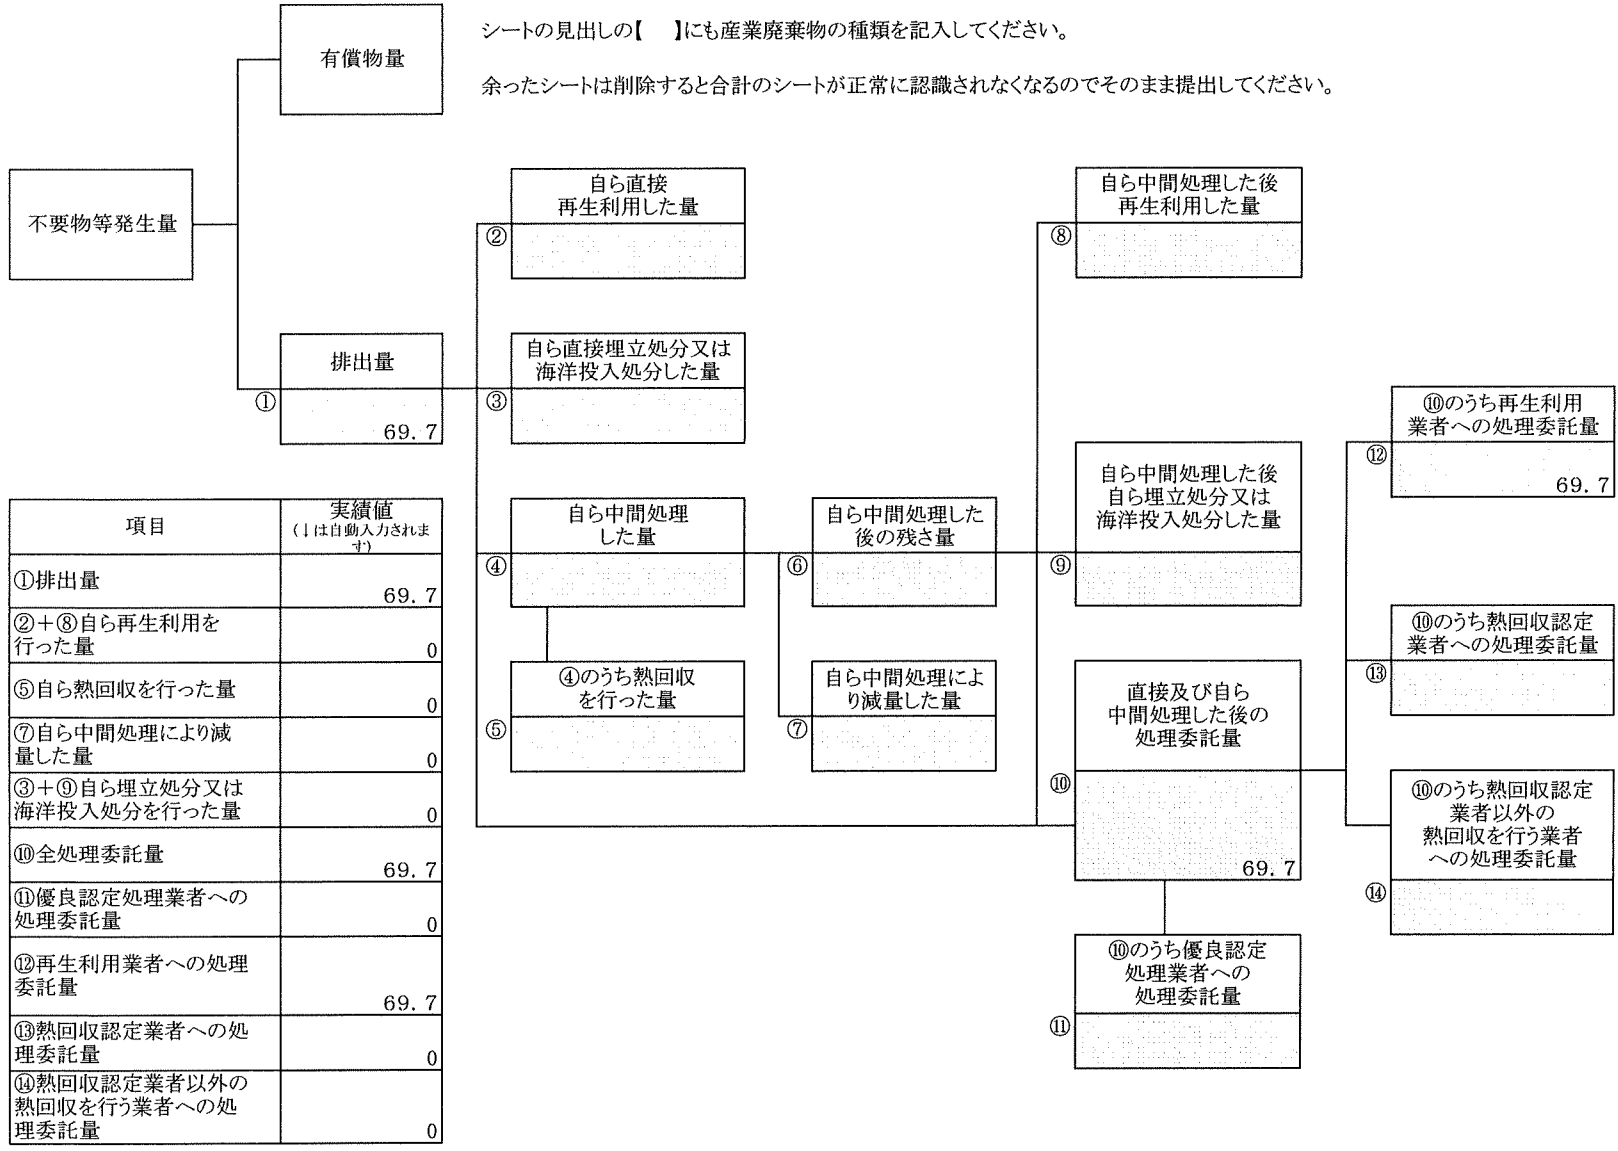 シートの見出しの【　】にも産業廃棄物の種類を記入してください。
余ったシートは削除すると合計のシートが正常に認識されなくなるのでそのまま提出してください。
有償物量
不要物等発生量
排出量
①
69.7
自ら直接
再生利用した量
②
自ら直接埋立処分又は
海洋投入処分した量
③
自ら中間処理
した量
④
④のうち熱回収
を行った量
⑤
自ら中間処理した
後の残さ量
⑥
自ら中間処理によ
り減量した量
⑦
自ら中間処理した後
再生利用した量
⑧
自ら中間処理した後
自ら埋立処分又は
海洋投入処分した量
⑨
直接及び自ら
中間処理した後の
処理委託量
⑩
69.7
⑩のうち優良認定
処理業者への
処理委託量
⑪
⑩のうち再生利用
業者への処理委託量
⑫
69.7
⑩のうち熱回収認定
業者への処理委託量
⑬
⑩のうち熱回収認定
業者以外の
熱回収を行う業者
への処理委託量
⑭
項目
実績値
(↓は自動入力されま
す)
①排出量
69.7
②＋⑧自ら再生利用を
行った量
0
⑤自ら熱回収を行った量
0
⑦自ら中間処理により減
量した量
0
③＋⑨自ら埋立処分又は
海洋投入処分を行った量
0
⑩全処理委託量
69.7
⑪優良認定処理業者への
処理委託量
0
⑫再生利用業者への処理
委託量
69.7
⑬熱回収認定業者への処
理委託量
0
⑭熱回収認定業者以外の
熱回収を行う業者への処
理委託量
0